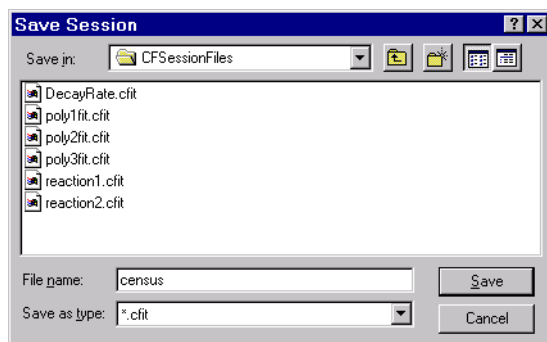 Save Session
Save in: CFSessionFiles
DecayRate.cfit
poly1fit.cfit
poly2fit.cfit
poly3fit.cfit
reaction1.cfit
reaction2.cfit
File name: census Save
Save as type: *.cfit Cancel